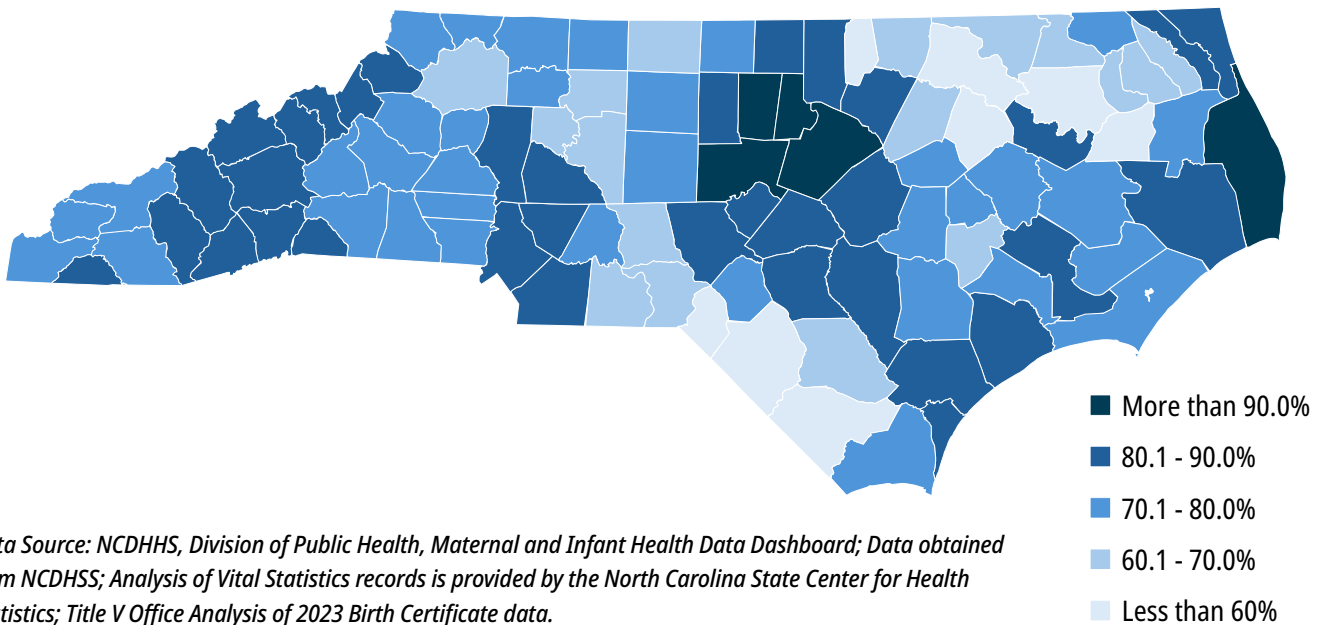 More than 90.0%
80.1 - 90.0%
70.1 - 80.0%
60.1 - 70.0%
Less than 60%
ta Source: NCDHHS, Division of Public Health, Maternal and Infant Health Data Dashboard; Data obtained
m NCDHSS; Analysis of Vital Statistics records is provided by the North Carolina State Center for Health
tistics; Title V Office Analysis of 2023 Birth Certificate data.